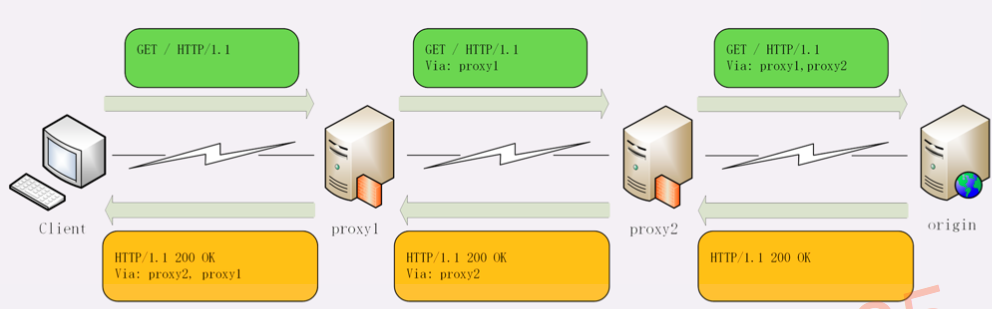 GET / HTTP/1.1
GET / HTTP/1.1
Via: proxy1
GET / HTTP/1.1
Via: proxy1,proxy2
Client
proxy1
proxy2
origin
HTTP/1.1 200 OK
Via: proxy2, proxy1
HTTP/1.1 200 OK
Via: proxy2
HTTP/1.1 200 OK